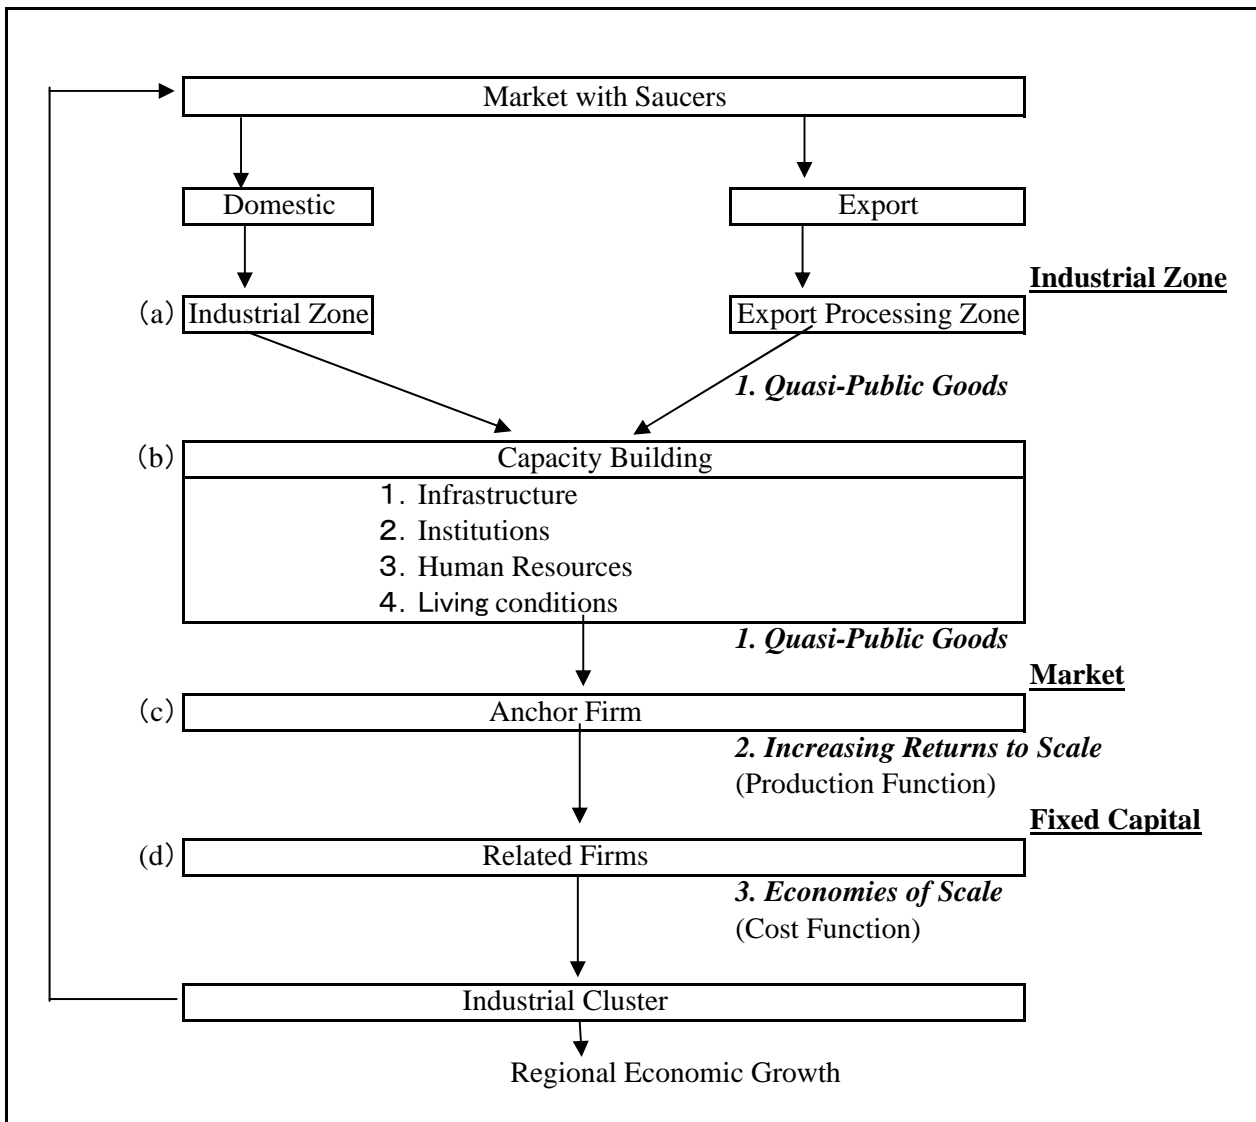 Market with Saucers
Domestic
Export
Industrial Zone
(a) Industrial Zone
Export Processing Zone
1. Quasi-Public Goods
(b) Capacity Building
1. Infrastructure
2. Institutions
3. Human Resources
4. Living conditions
1. Quasi-Public Goods
Market
(c) Anchor Firm
2. Increasing Returns to Scale
(Production Function)
Fixed Capital
(d) Related Firms
3. Economies of Scale
(Cost Function)
Industrial Cluster
Regional Economic Growth